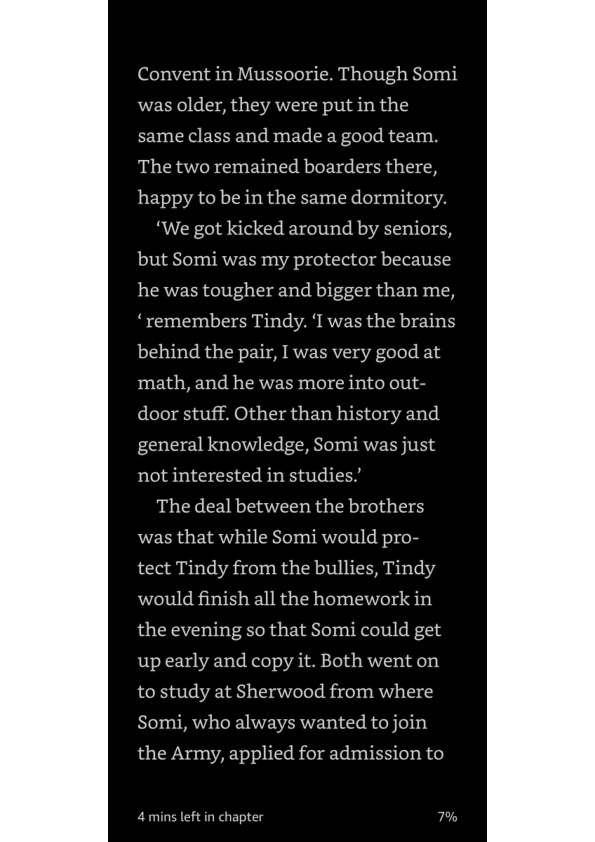 Convent in Mussoorie. Though Somi
was older, they were put in the
same class and made a good team.
The two remained boarders there,
happy to be in the same dormitory.
‘We got kicked around by seniors,
but Somi was my protector because
he was tougher and bigger than me,
‘ remembers Tindy. ‘I was the brains
behind the pair, I was very good at
math, and he was more into out-
door stuff. Other than history and
general knowledge, Somi was just
not interested in studies.’
The deal between the brothers
was that while Somi would pro-
tect Tindy from the bullies, Tindy
would finish all the homework in
the evening so that Somi could get
up early and copy it. Both went on
to study at Sherwood from where
Somi, who always wanted to join
the Army, applied for admission to
4 mins left in chapter 7%